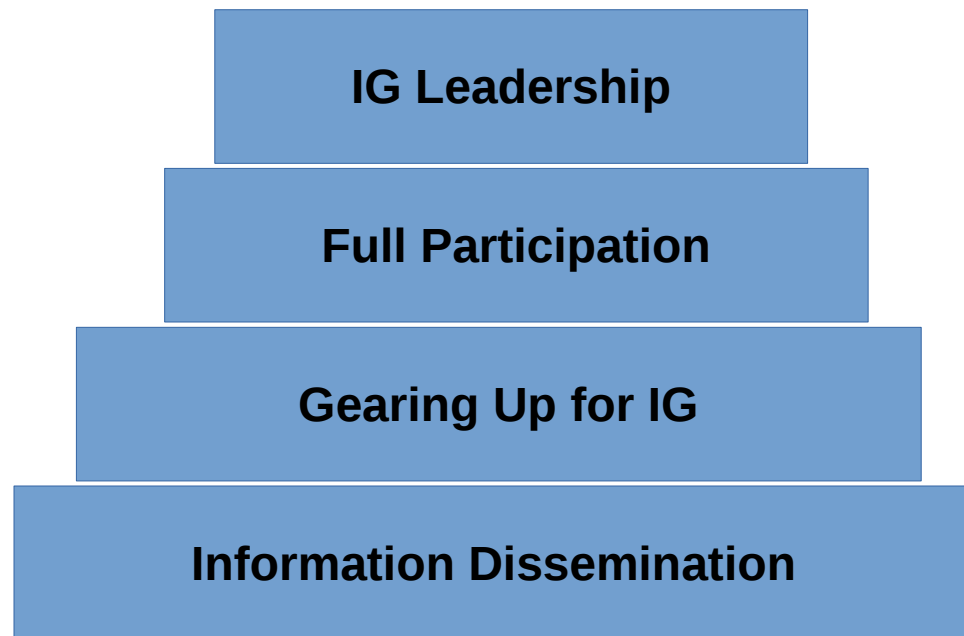 IG Leadership
Full Participation
Gearing Up for IG
Information Dissemination